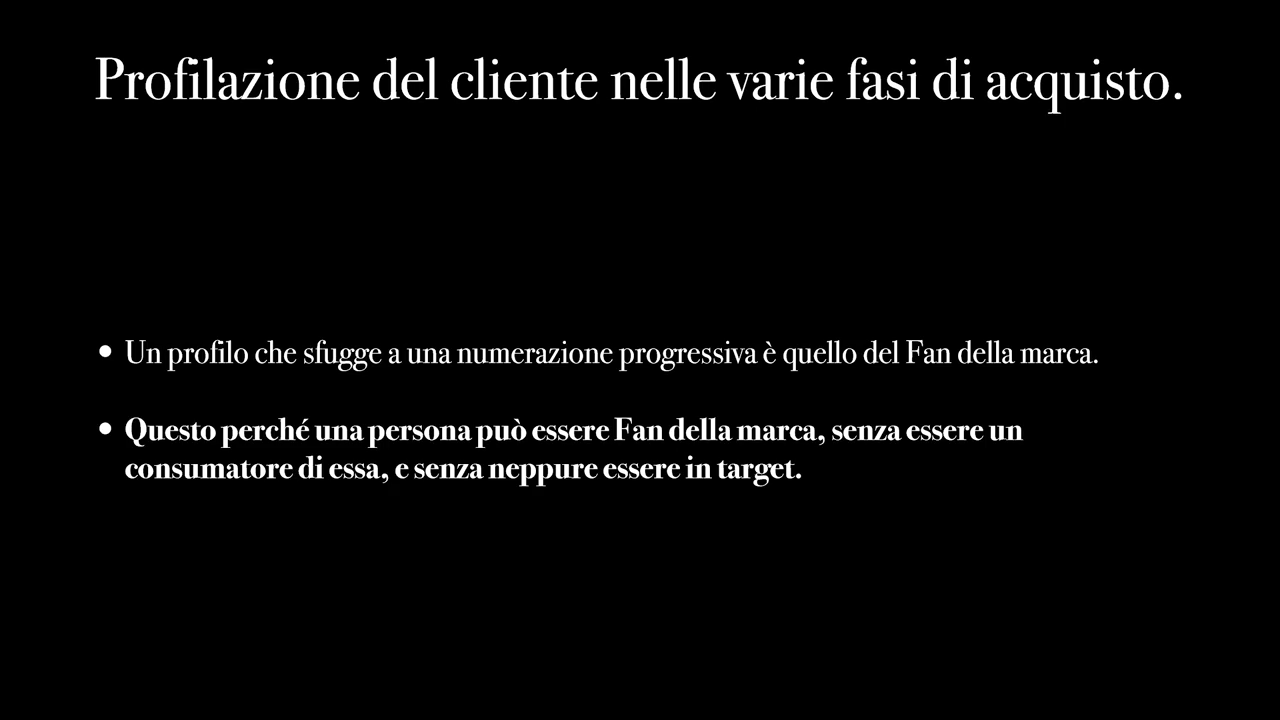 Profilazione del cliente nelle varie fasi di acquisto.
• Un profilo che sfugge a una numerazione progressiva è quello del Fan della marca.
• Questo perché una persona può essere Fan della marca, senza essere un
consumatore di essa, e senza neppure essere in target.